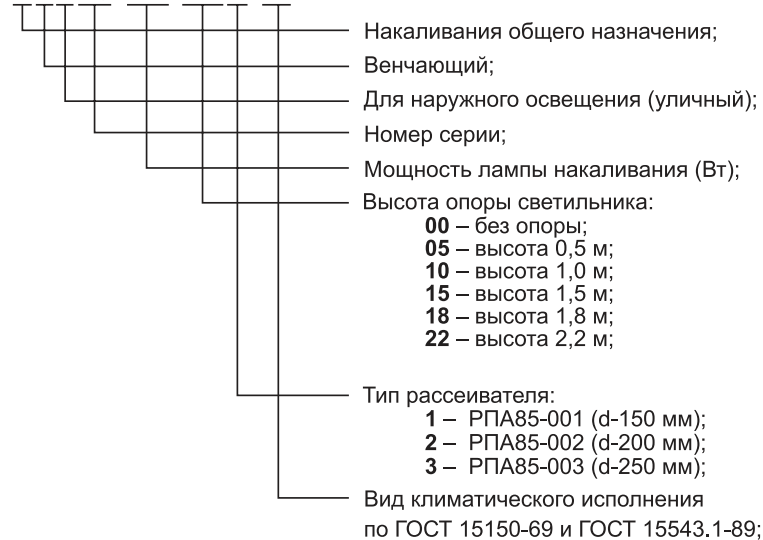 Накаливания общего назначения;
Венчающий;
Для наружного освещения (уличный);
Номер серии;
Мощность лампы накаливания (Вт);
Высота опоры светильника:
00 – без опоры;
05 – высота 0,5 м;
10 – высота 1,0 м;
15 – высота 1,5 м;
18 – высота 1,8 м;
22 – высота 2,2 м;
Тип рассеивателя:
1 – РПА85-001 (d-150 мм);
2 – РПА85-002 (d-200 мм);
3 – РПА85-003 (d-250 мм);
Вид климатического исполнения
по ГОСТ 15150-69 и ГОСТ 15543.1-89;